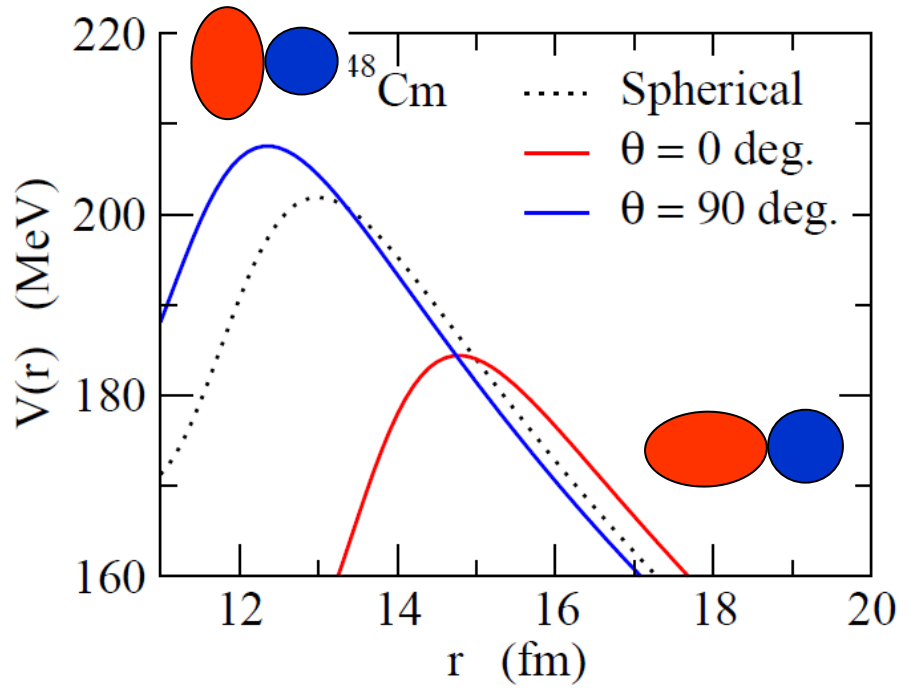 220
200
180
160
V(r) (MeV)
⁴⁸Cm
Spherical
θ = 0 deg.
θ = 90 deg.
12 14 16 18 20
r (fm)